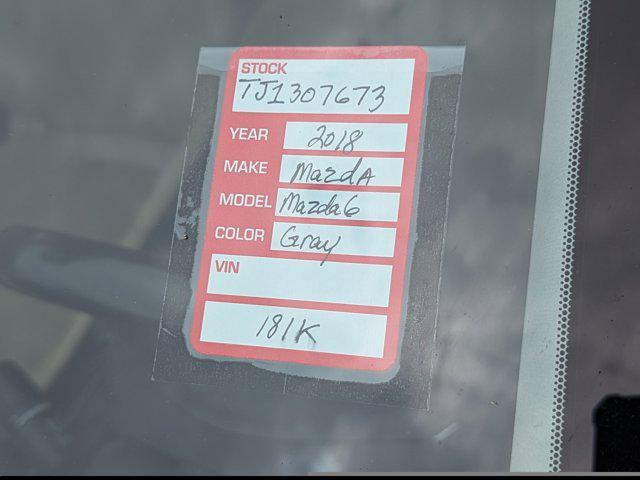 STOCK
TJ1307673
YEAR 2018
MAKE MazdA
MODEL Mazda6
COLOR Gray
VIN
181K